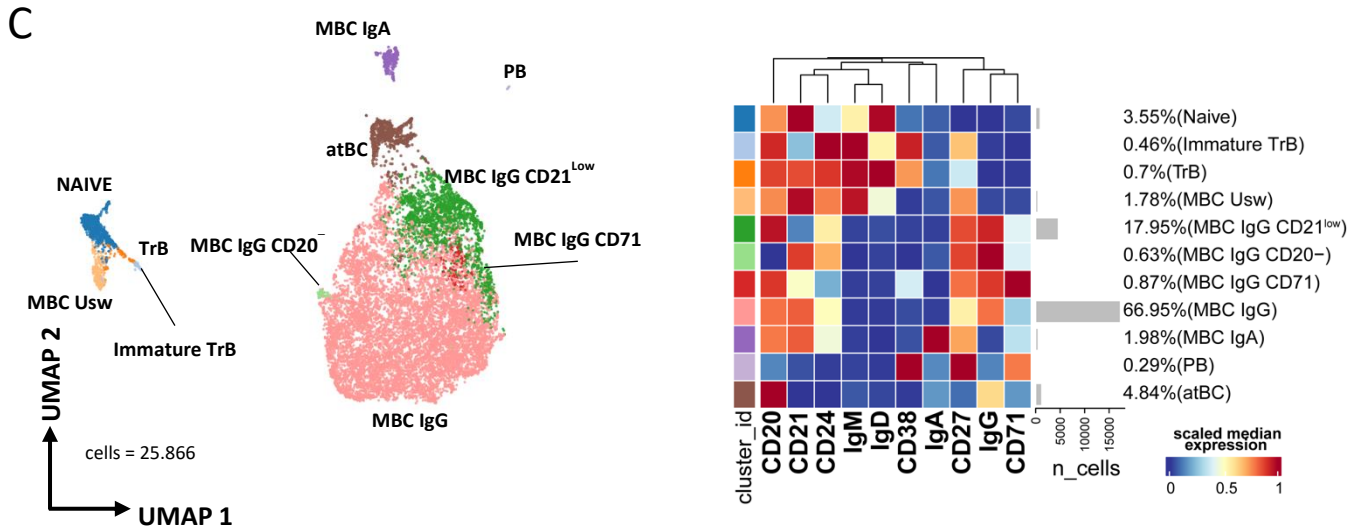 C
MBC IgA
PB
atBC
MBC IgG CD21Low
NAIVE
TrB
MBC IgG CD20-
MBC IgG CD71
MBC Usw
Immature TrB
MBC IgG
UMAP 2
cells = 25.866
UMAP 1
3.55%(Naive)
0.46%(Immature TrB)
0.7%(TrB)
1.78%(MBC Usw)
17.95%(MBC IgG CD21low)
0.63%(MBC IgG CD20−)
0.87%(MBC IgG CD71)
66.95%(MBC IgG)
1.98%(MBC IgA)
0.29%(PB)
4.84%(atBC)
cluster_id
CD20
CD21
CD24
IgM
IgD
CD38
IgA
CD27
IgG
CD71
0
5000
10000
15000
n_cells
scaled median
expression
0 0.5 1